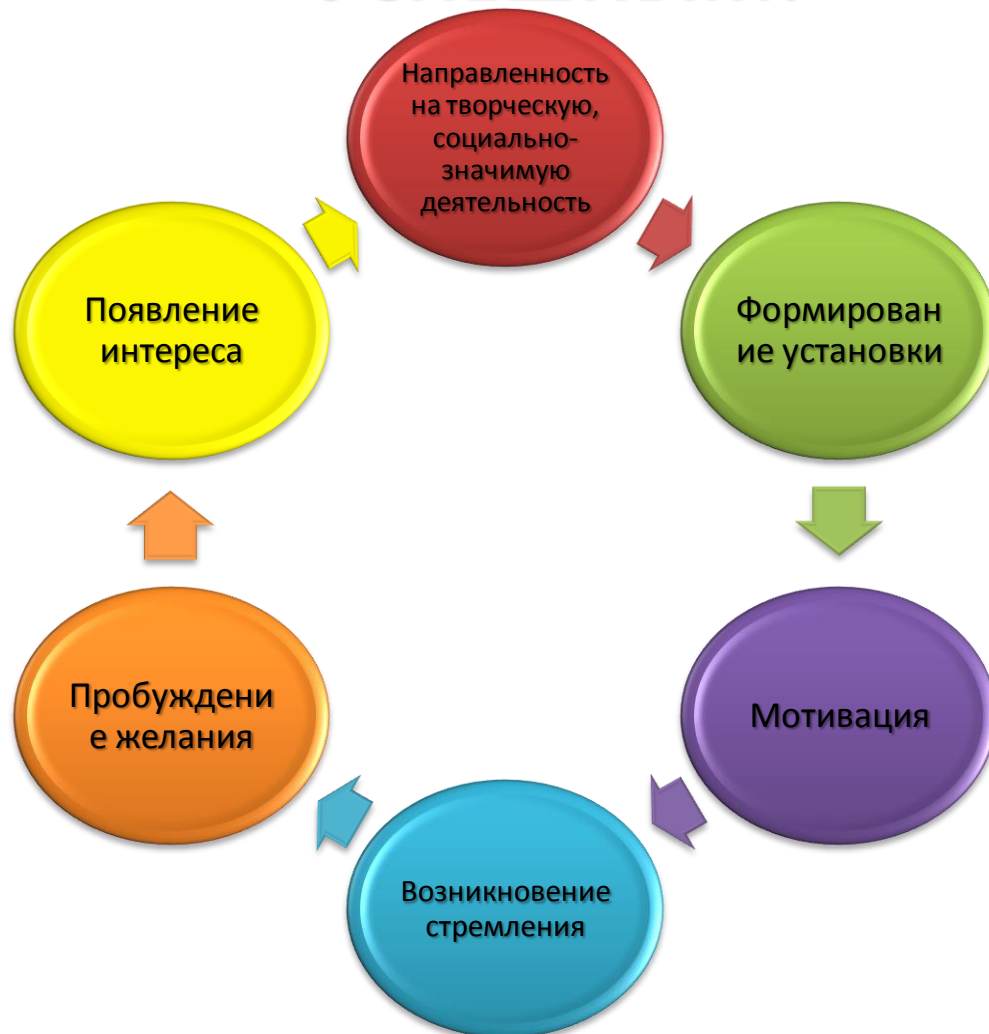 Направленность
на творческую,
социально-
значимую
деятельность
Формирован
ие установки
Мотивация
Возникновение
стремления
Пробуждени
е желания
Появление
интереса